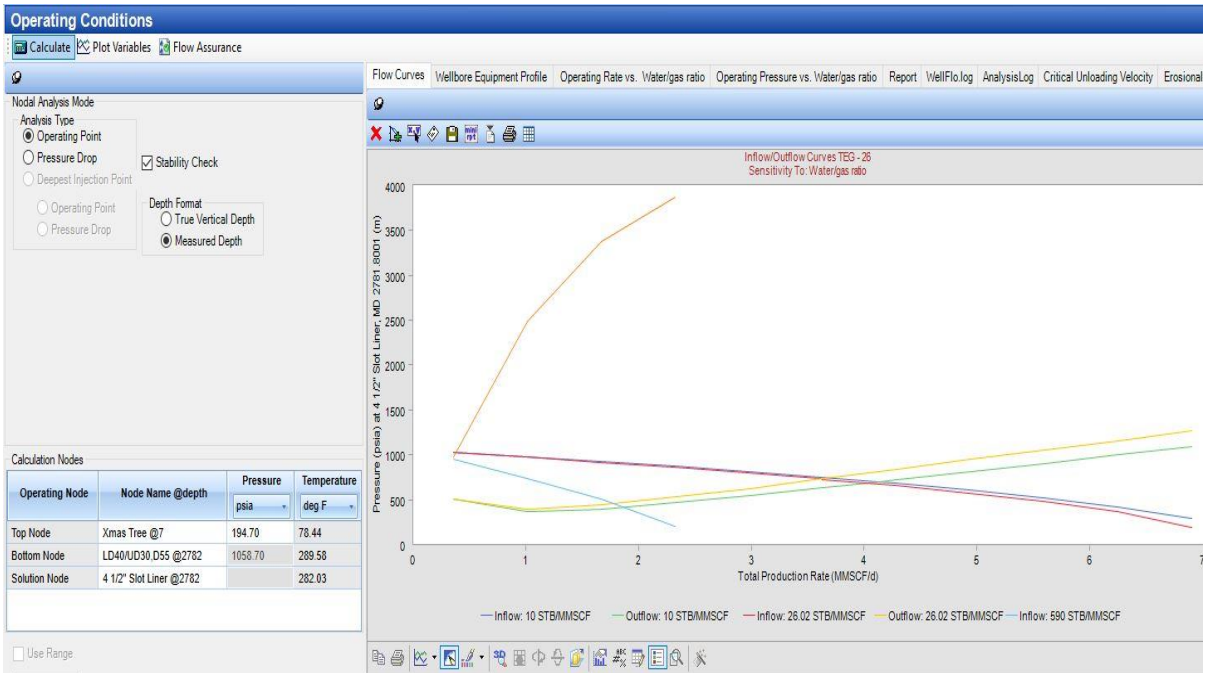 Operating Conditions
Calculate Plot Variables Flow Assurance
Nodal Analysis Mode
Analysis Type
Operating Point
Pressure Drop
Deepest Injection Point
Operating Point
Pressure Drop
Stability Check
Depth Format
True Vertical Depth
Measured Depth
Calculation Nodes
Operating Node Node Name @depth Pressure Temperature
psia deg F
Top Node Xmas Tree @7 194.70 78.44
Bottom Node LD40/UD30,D55 @2782 1058.70 289.58
Solution Node 4 1/2" Slot Liner @2782 282.03
Use Range
Flow Curves Wellbore Equipment Profile Operating Rate vs. Water/gas ratio Operating Pressure vs. Water/gas ratio Report WellFlo.log AnalysisLog Critical Unloading Velocity Erosional
Inflow/Outflow Curves TEG - 26
Sensitivity To: Water/gas ratio
Pressure (psia) at 4 1/2" Slot Liner, MD 2781.8001 (m)
4000
3500
3000
2500
2000
1500
1000
500
0
0 1 2 3 4 5 6 7
Total Production Rate (MMSCF/d)
Inflow: 10 STB/MMSCF Outflow: 10 STB/MMSCF Inflow: 26.02 STB/MMSCF Outflow: 26.02 STB/MMSCF Inflow: 590 STB/MMSCF